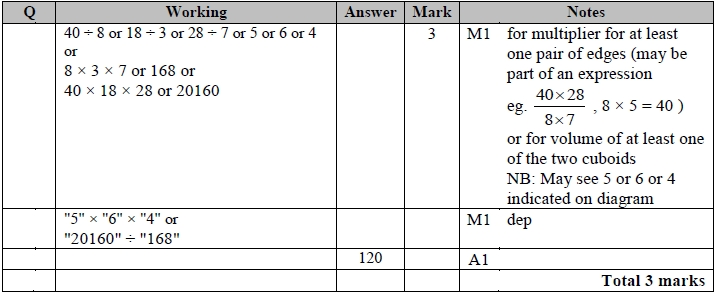 Q Working Answer Mark Notes
40 ÷ 8 or 18 ÷ 3 or 28 ÷ 7 or 5 or 6 or 4 3 M1 for multiplier for at least
or one pair of edges (may be
8 × 3 × 7 or 168 or part of an expression
40 × 18 × 28 or 20160
eg. 40×28 / 8×7 , 8 × 5 = 40 )
or for volume of at least one
of the two cuboids
NB: May see 5 or 6 or 4
indicated on diagram
"5" × "6" × "4" or M1 dep
"20160" ÷ "168"
120 A1
Total 3 marks